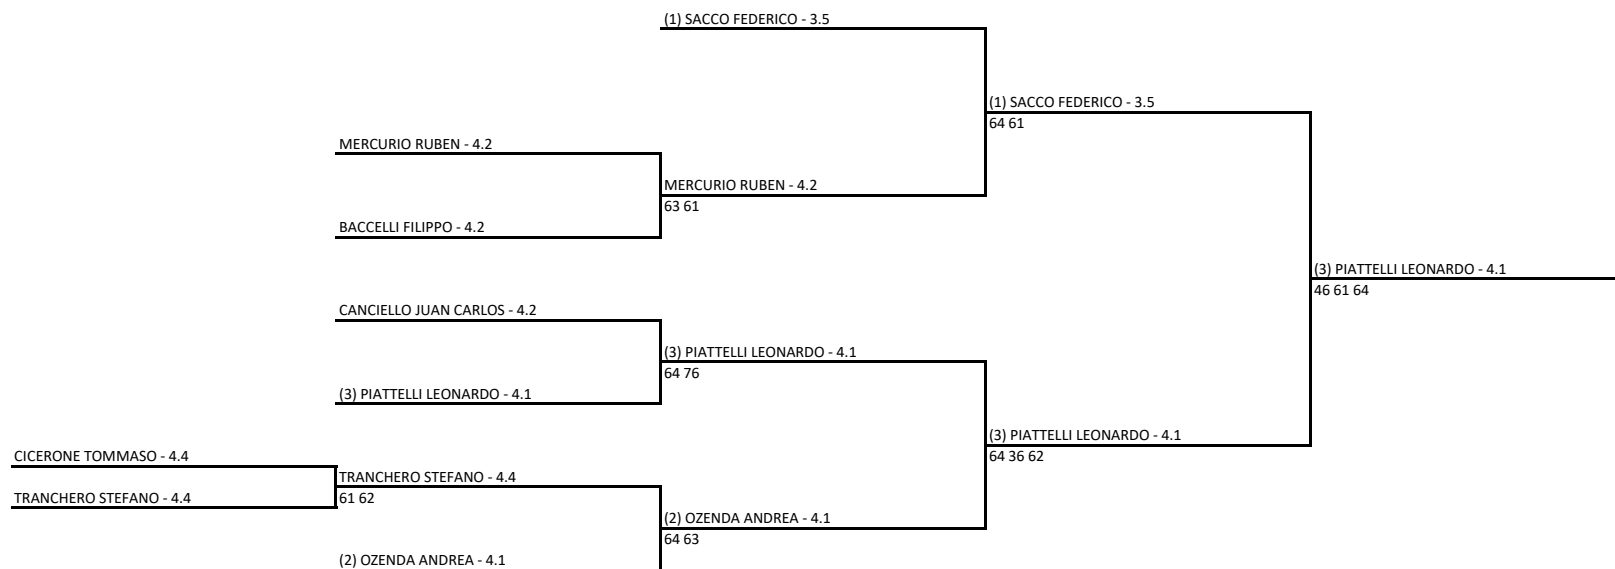 (1) SACCO FEDERICO - 3.5
(1) SACCO FEDERICO - 3.5
64 61
MERCURIO RUBEN - 4.2
MERCURIO RUBEN - 4.2
63 61
BACCELLI FILIPPO - 4.2
(3) PIATTELLI LEONARDO - 4.1
46 61 64
CANCIELLO JUAN CARLOS - 4.2
(3) PIATTELLI LEONARDO - 4.1
64 76
(3) PIATTELLI LEONARDO - 4.1
(3) PIATTELLI LEONARDO - 4.1
64 36 62
CICERONE TOMMASO - 4.4
TRANCHERO STEFANO - 4.4
TRANCHERO STEFANO - 4.4
61 62
(2) OZENDA ANDREA - 4.1
64 63
(2) OZENDA ANDREA - 4.1